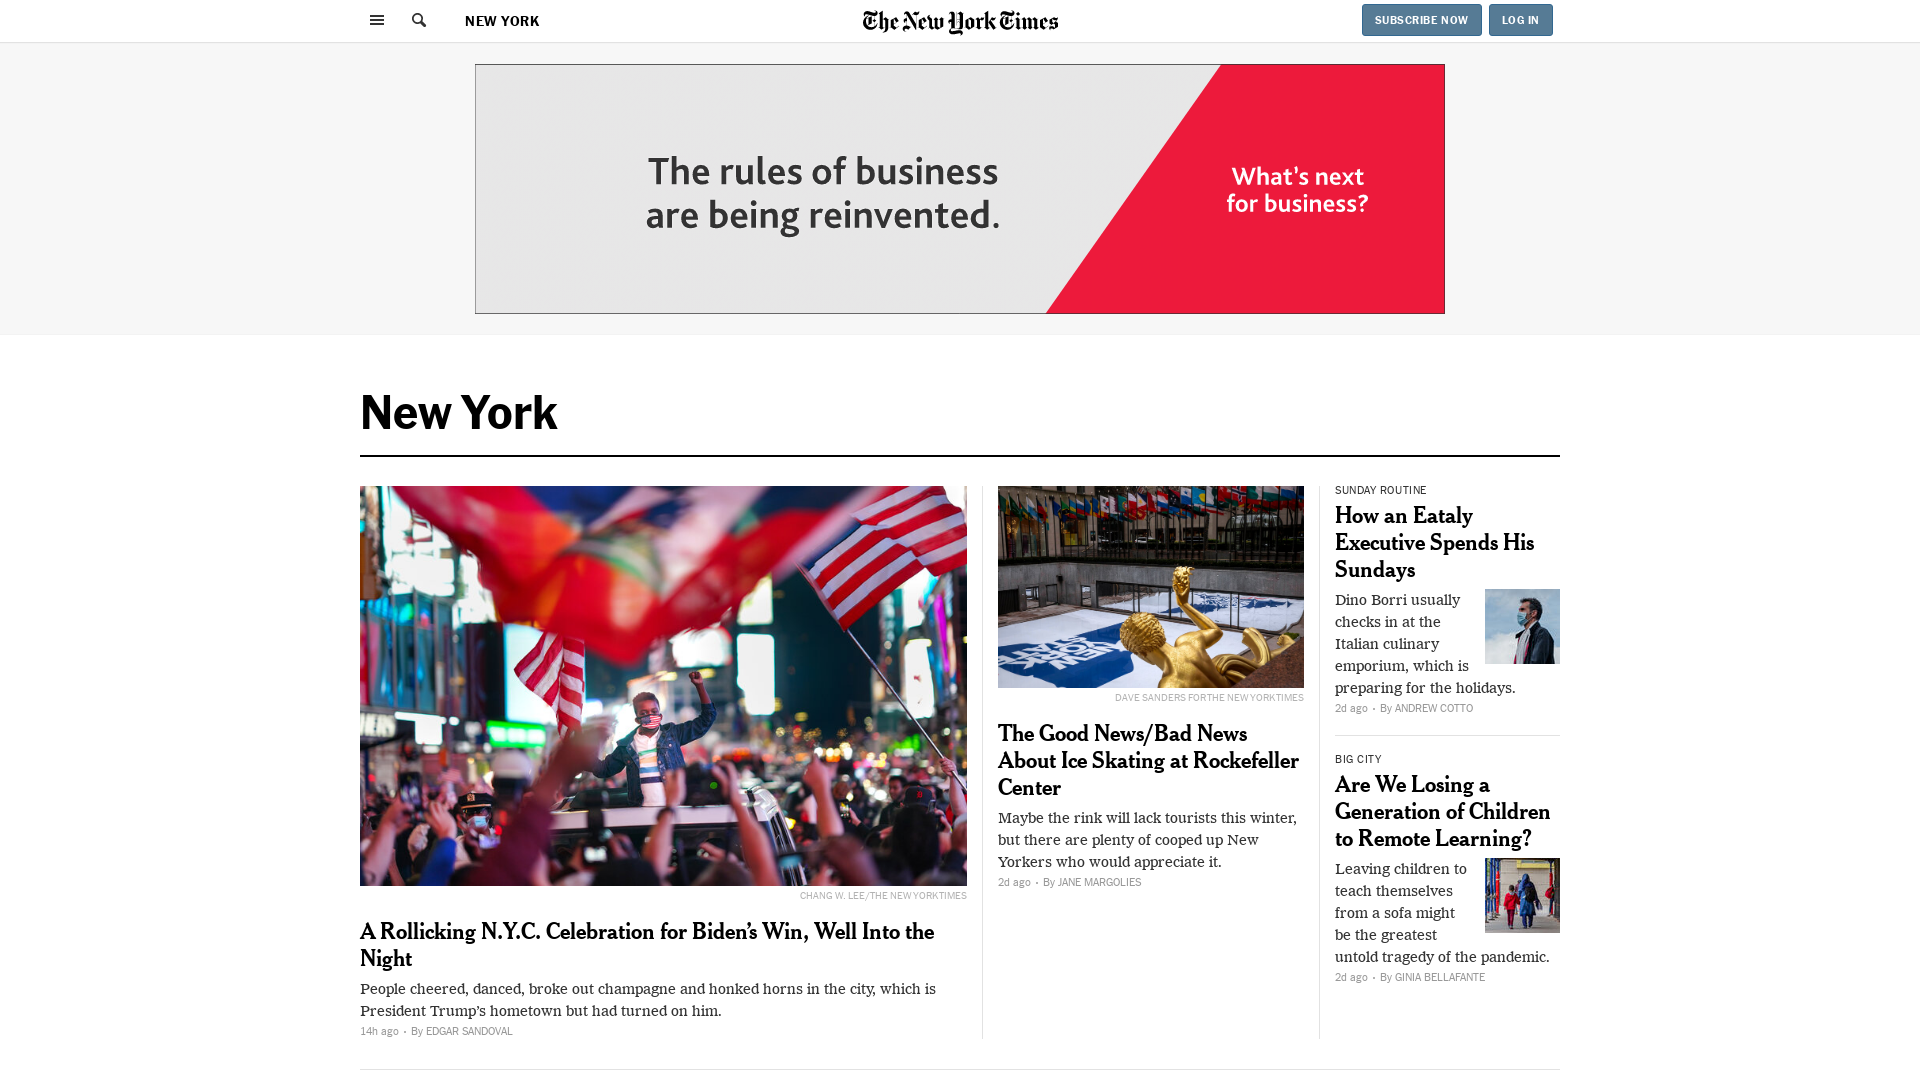 NEW YORK
The New York Times
SUBSCRIBE NOW
LOG IN
The rules of business
are being reinvented.
What's next
for business?
New York
CHANG W. LEE/THE NEW YORK TIMES
A Rollicking N.Y.C. Celebration for Biden's Win, Well Into the
Night
People cheered, danced, broke out champagne and honked horns in the city, which is
President Trump's hometown but had turned on him.
14h ago · By EDGAR SANDOVAL
DAVE SANDERS FOR THE NEW YORK TIMES
The Good News/Bad News
About Ice Skating at Rockefeller
Center
Maybe the rink will lack tourists this winter,
but there are plenty of cooped up New
Yorkers who would appreciate it.
2d ago · By JANE MARGOLIES
SUNDAY ROUTINE
How an Eataly
Executive Spends His
Sundays
Dino Borri usually
checks in at the
Italian culinary
emporium, which is
preparing for the holidays.
2d ago · By ANDREW COTTO
BIG CITY
Are We Losing a
Generation of Children
to Remote Learning?
Leaving children to
teach themselves
from a sofa might
be the greatest
untold tragedy of the pandemic.
2d ago · By GINIA BELLAFANTE